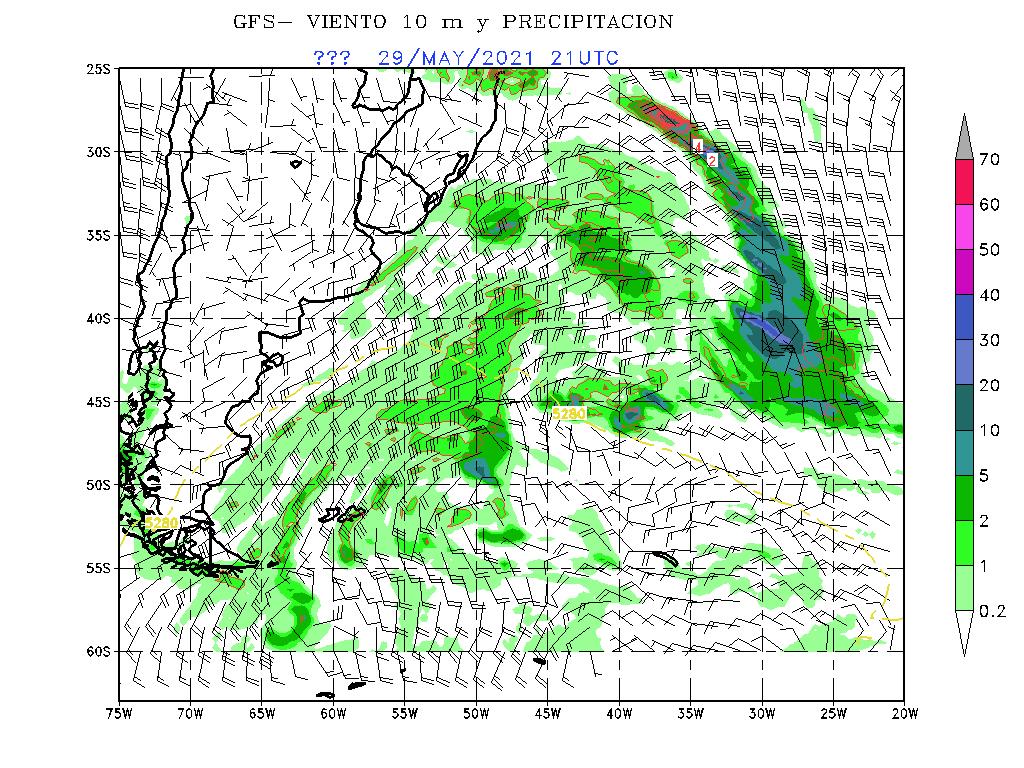 GFS— VIENTO 10 m y PRECIPITACION
??? 29/MAY/2021 21UTC
25S
30S
35S
40S
45S
50S
55S
60S
75W 70W 65W 60W 55W 50W 45W 40W 35W 30W 25W 20W
4
2
5280
5280
70
60
50
40
30
20
10
5
2
1
0.2